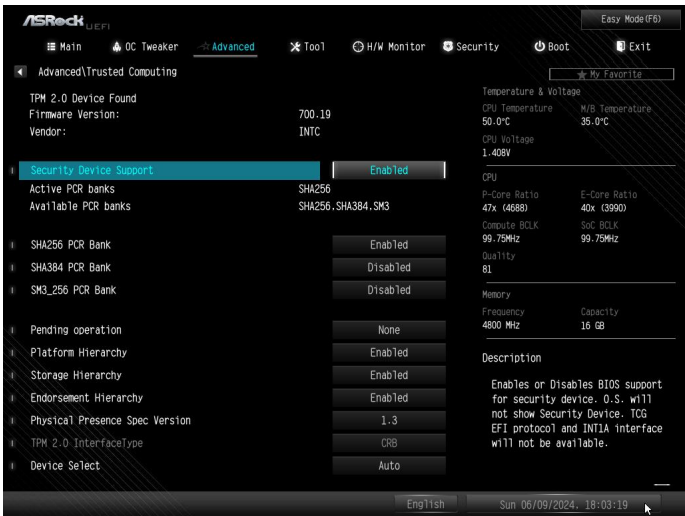 ASRock UEFI
Easy Mode(F6)
Main OC Tweaker Advanced Tool H/W Monitor Security Boot Exit
Advanced\Trusted Computing
My Favorite
TPM 2.0 Device Found
Firmware Version: 700.19
Vendor: INTC
Security Device Support Enabled
Active PCR banks SHA256
Available PCR banks SHA256.SHA384.SM3
SHA256 PCR Bank Enabled
SHA384 PCR Bank Disabled
SM3_256 PCR Bank Disabled
Pending operation None
Platform Hierarchy Enabled
Storage Hierarchy Enabled
Endorsement Hierarchy Enabled
Physical Presence Spec Version 1.3
TPM 2.0 InterfaceType CRB
Device Select Auto
Temperature & Voltage
CPU Temperature M/B Temperature
50.0°C 35.0°C
CPU Voltage
1.408V
CPU
P-Core Ratio E-Core Ratio
47x (4688) 40x (3990)
Compute BCLK SoC BCLK
99.75MHz 99.75MHz
Quality
81
Memory
Frequency Capacity
4800 MHz 16 GB
Description
Enables or Disables BIOS support
for security device. O.S. will
not show Security Device. TCG
EFI protocol and INT1A interface
will not be available.
English
Sun 06/09/2024. 18:03:19